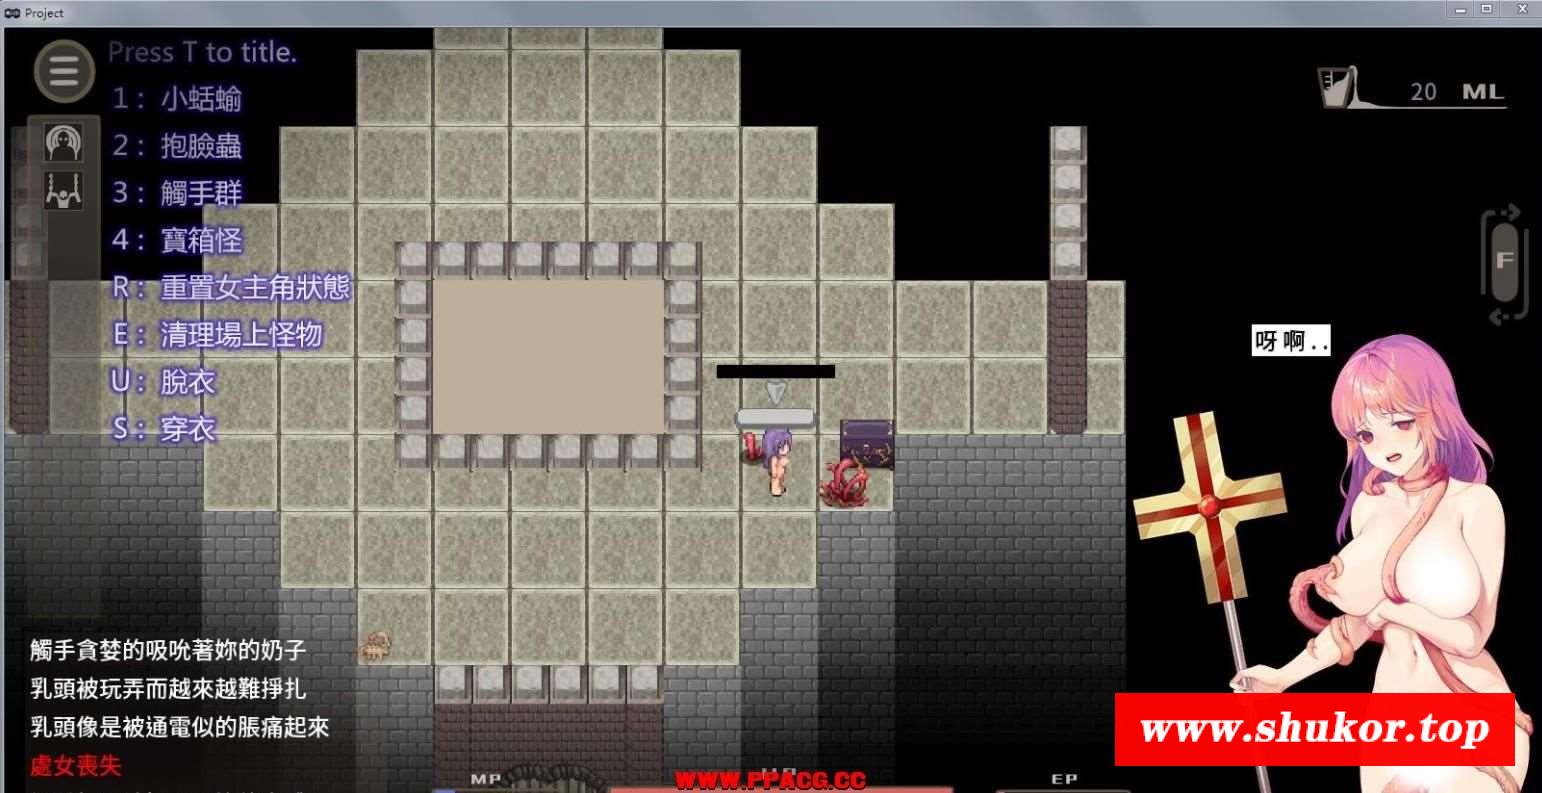 Project
Press T to title.
1： 小蛞蝓
2： 抱臉蟲
3： 觸手群
4： 寶箱怪
R： 重置女主角狀態
E： 清理場上怪物
U： 脫衣
S： 穿衣
20 ML
F
呀啊..
觸手貪婪的吸吮著妳的奶子
乳頭被玩弄而越來越難掙扎
乳頭像是被通電似的脹痛起來
處女喪失
www.shukor.top
MP
WWW.PPACG.CC
EP